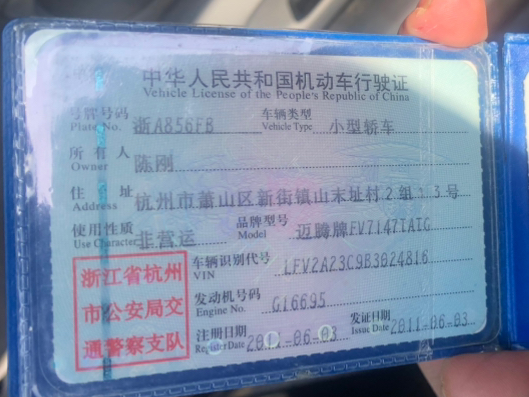 中华人民共和国机动车行驶证
Vehicle License of the People's Republic of China
号牌号码 Plate No. 浙A856FB 车辆类型 Vehicle Type 小型轿车
所有人 Owner 陈刚
住址 Address 杭州市萧山区新街镇山末址村2组13号
使用性质 Use Character 非营运 品牌型号 Model 迈腾牌FV7147TATG
车辆识别代号 VIN LFV2A23C9B3024816
发动机号码 Engine No. G16695
注册日期 Register Date 2011-06-03 发证日期 Issue Date 2011-06-03
浙江省杭州
市公安局交
通警察支队